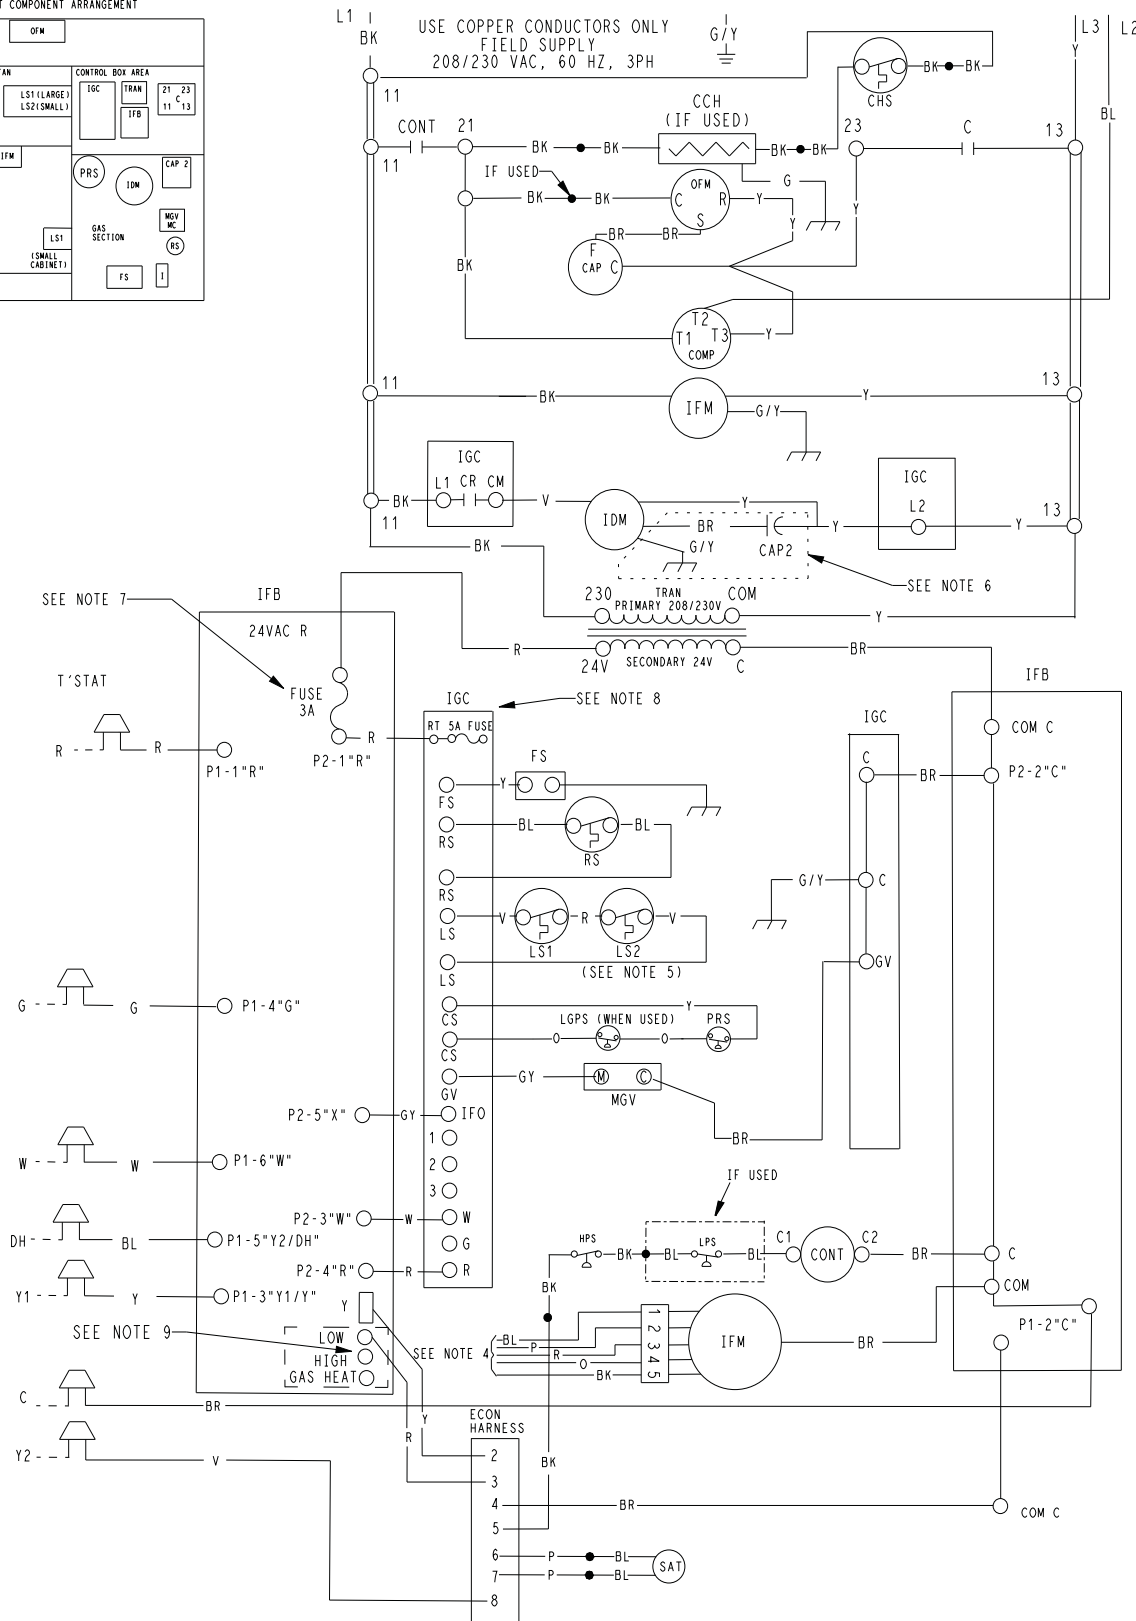 T COMPONENT ARRANGEMENT
OFM
AN
LS1(LARGE)
LS2(SMALL)
CONTROL BOX AREA
IGC
TRAN
IFB
21 23
C
11 13
IFM
PRS
IDM
CAP 2
MGV
MC
RS
GAS
SECTION
LS1
(SMALL
CABINET)
FS
I
L1
BK
USE COPPER CONDUCTORS ONLY
FIELD SUPPLY
208/230 VAC, 60 HZ, 3PH
G/Y
L3
L2
Y
BL
BK
BK
CHS
11
CONT
21
11
BK
BK
CCH
(IF USED)
BK
BK
23
C
13
IF USED
BK
BK
C
OFM
R
S
Y
G
Y
Y
BR
BR
F
CAP C
BK
T2
T1
T3
COMP
Y
11
BK
IFM
G/Y
Y
13
IGC
L1 CR CM
BK
11
V
IDM
Y
BR
G/Y
CAP2
Y
IGC
L2
Y
13
SEE NOTE 6
BK
230
TRAN
PRIMARY 208/230V
COM
Y
R
24V
SECONDARY 24V
C
BR
SEE NOTE 7
IFB
24VAC R
FUSE
3A
T'STAT
R
R
P1-1"R"
P2-1"R"
R
IGC
SEE NOTE 8
RT 5A FUSE
FS
Y
FS
RS
BL
BL
RS
RS
LS
V
R
V
LS1
LS2
(SEE NOTE 5)
LS
CS
Y
LGPS (WHEN USED)
PRS
CS
O
O
GV
GY
M
C
MGV
BR
IGC
C
BR
G/Y
C
GV
IFB
COM C
P2-2"C"
G
G
P1-4"G"
P2-5"X"
GY
IFO
1
2
3
W
W
P1-6"W"
P2-3"W"
W
W
G
DH
BL
P1-5"Y2/DH"
P2-4"R"
R
R
Y1
Y
P1-3"Y1/Y"
Y
SEE NOTE 9
LOW
HIGH
GAS HEAT
IF USED
HPS
BK
BL
LPS
BL
C1
CONT
C2
BR
C
COM
P1-2"C"
BK
SEE NOTE 4
BL
P
R
O
BK
1
2
3
4
5
IFM
BR
C
BR
Y2
V
Y
R
ECON
HARNESS
BK
2
3
4
BR
COM C
5
6
P
BL
7
P
BL
SAT
8